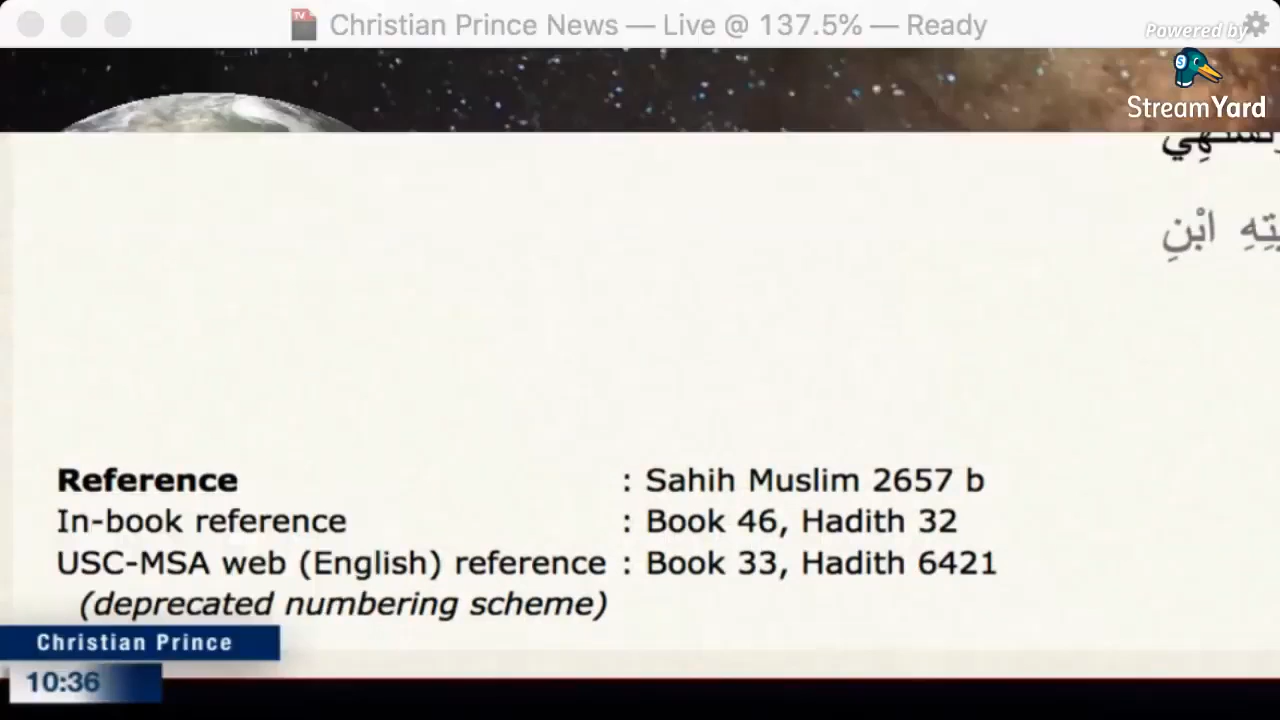 TV
Christian Prince News — Live @ 137.5% — Ready
Powered by
StreamYard
ابْنِ
Reference : Sahih Muslim 2657 b
In-book reference : Book 46, Hadith 32
USC-MSA web (English) reference : Book 33, Hadith 6421
(deprecated numbering scheme)
Christian Prince
10:36